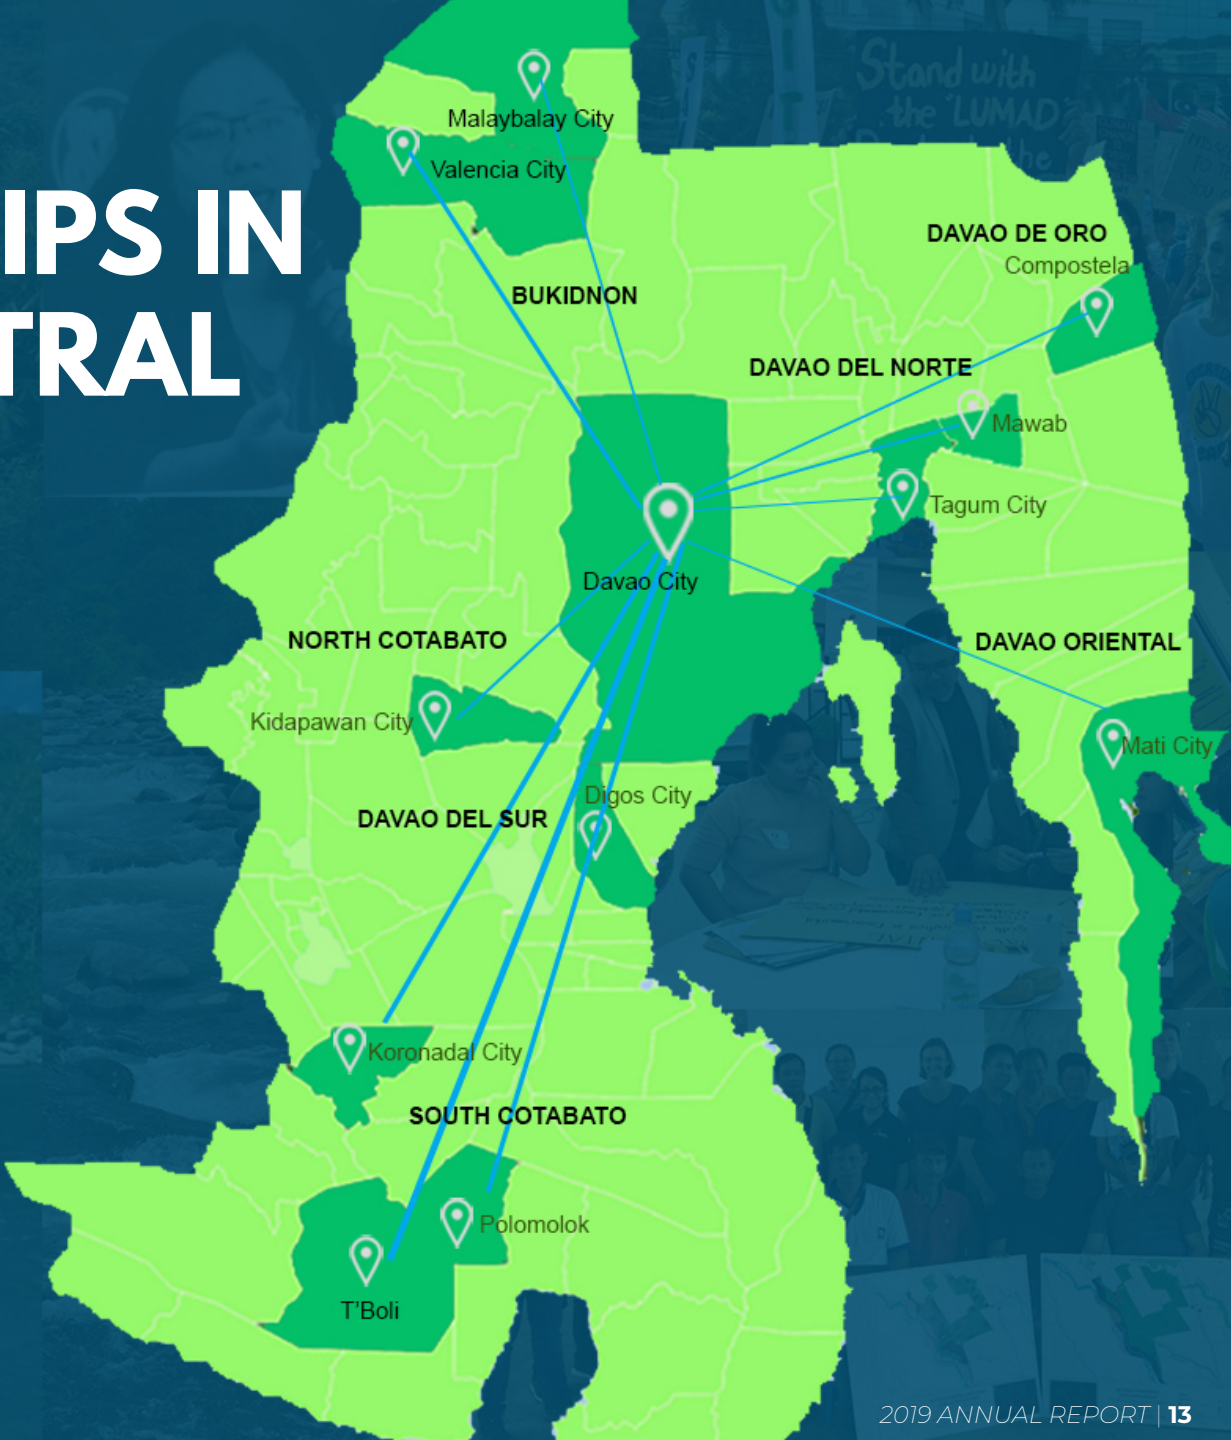 Stand with
the LUMAD
the
Malaybalay City
Valencia City
IPS IN
TRAL
DAVAO DE ORO
Compostela
BUKIDNON
DAVAO DEL NORTE
Mawab
Tagum City
Davao City
NORTH COTABATO
DAVAO ORIENTAL
Kidapawan City
Mati City
Digos City
DAVAO DEL SUR
Koronadal City
SOUTH COTABATO
Polomolok
T'Boli
2019 ANNUAL REPORT | 13